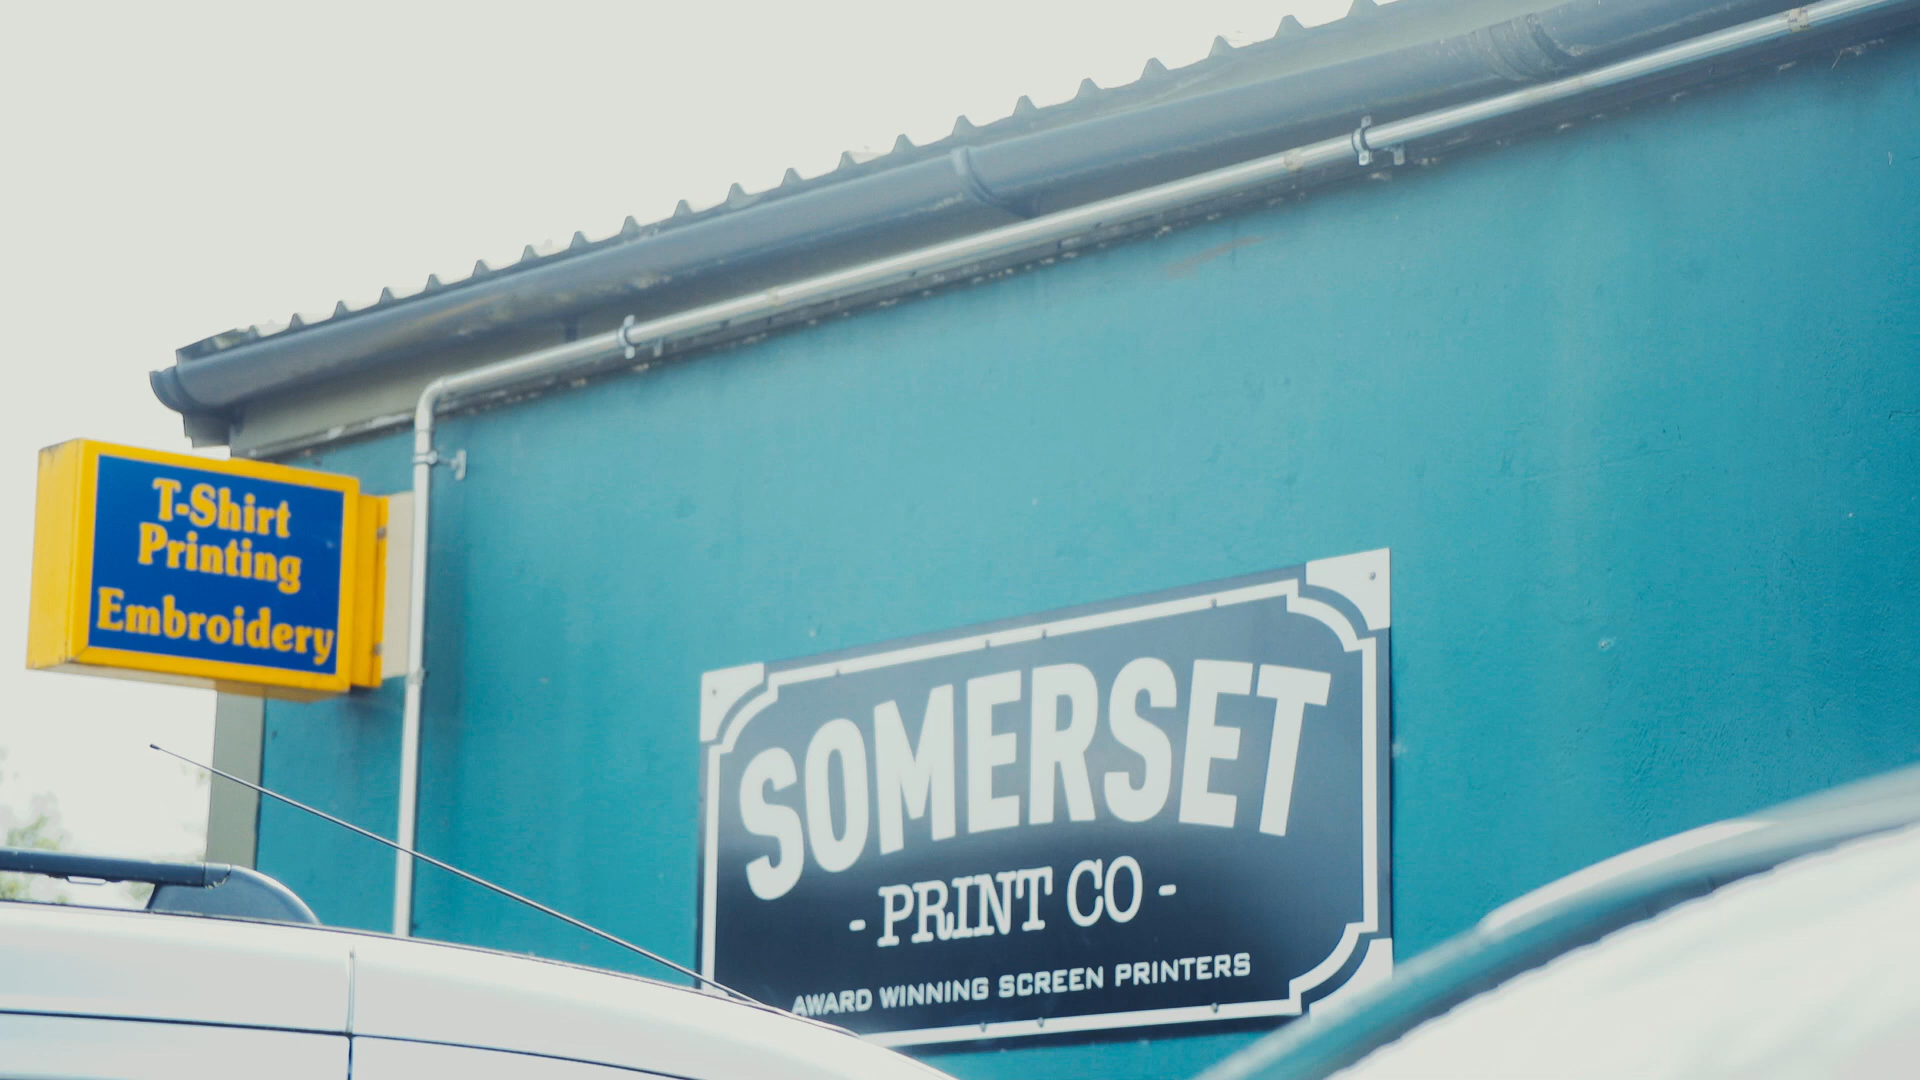 T-Shirt
Printing
Embroidery
SOMERSET
- PRINT CO -
AWARD WINNING SCREEN PRINTERS